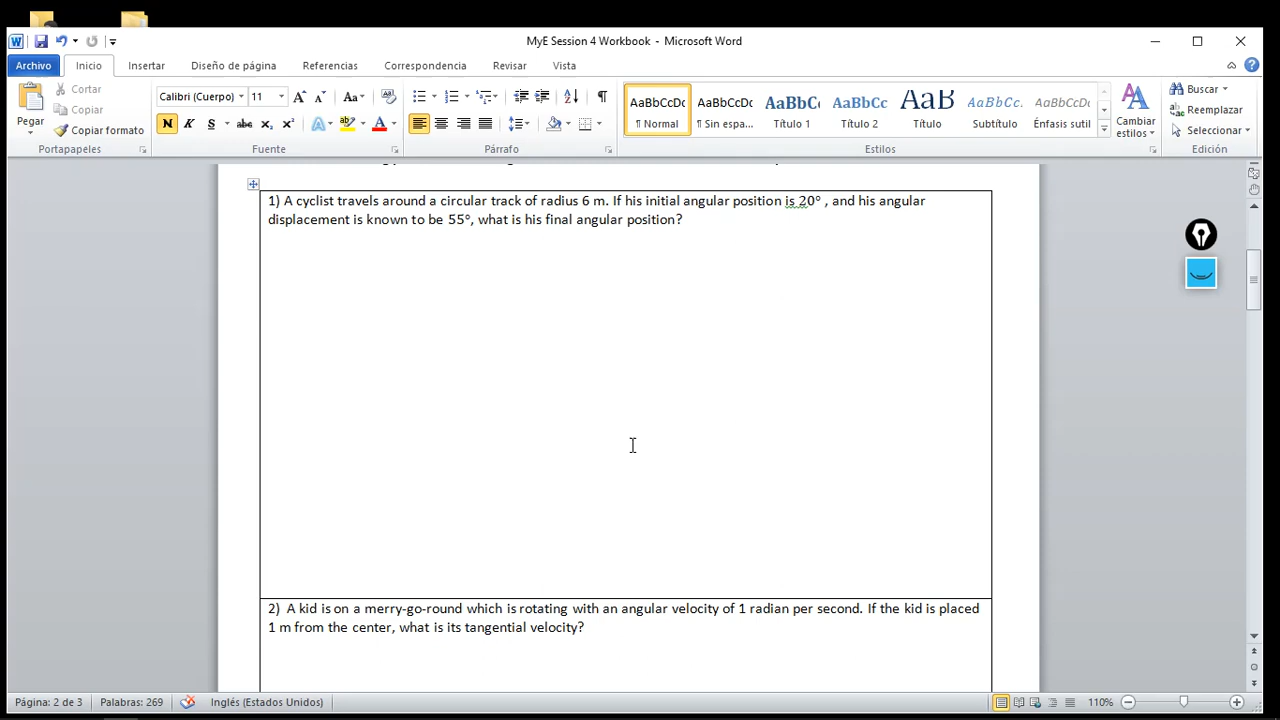 MyE Session 4 Workbook - Microsoft Word
Archivo Inicio Insertar Diseño de página Referencias Correspondencia Revisar Vista
Pegar
Cortar
Copiar
Copiar formato
Portapapeles
Calibri (Cuerpo) 11
N K S abc x₂ x²
Fuente
Párrafo
AaBbCcDc AaBbCcDc AaBbCc AaBbCc AaB AaBbCc. AaBbCcDc
¶ Normal ¶ Sin espa... Título 1 Título 2 Título Subtítulo Énfasis sutil
Cambiar estilos
Estilos
Buscar
Reemplazar
Seleccionar
Edición
1) A cyclist travels around a circular track of radius 6 m. If his initial angular position is 20° , and his angular
displacement is known to be 55°, what is his final angular position?
2) A kid is on a merry-go-round which is rotating with an angular velocity of 1 radian per second. If the kid is placed
1 m from the center, what is its tangential velocity?
Página: 2 de 3 Palabras: 269 Inglés (Estados Unidos) 110%